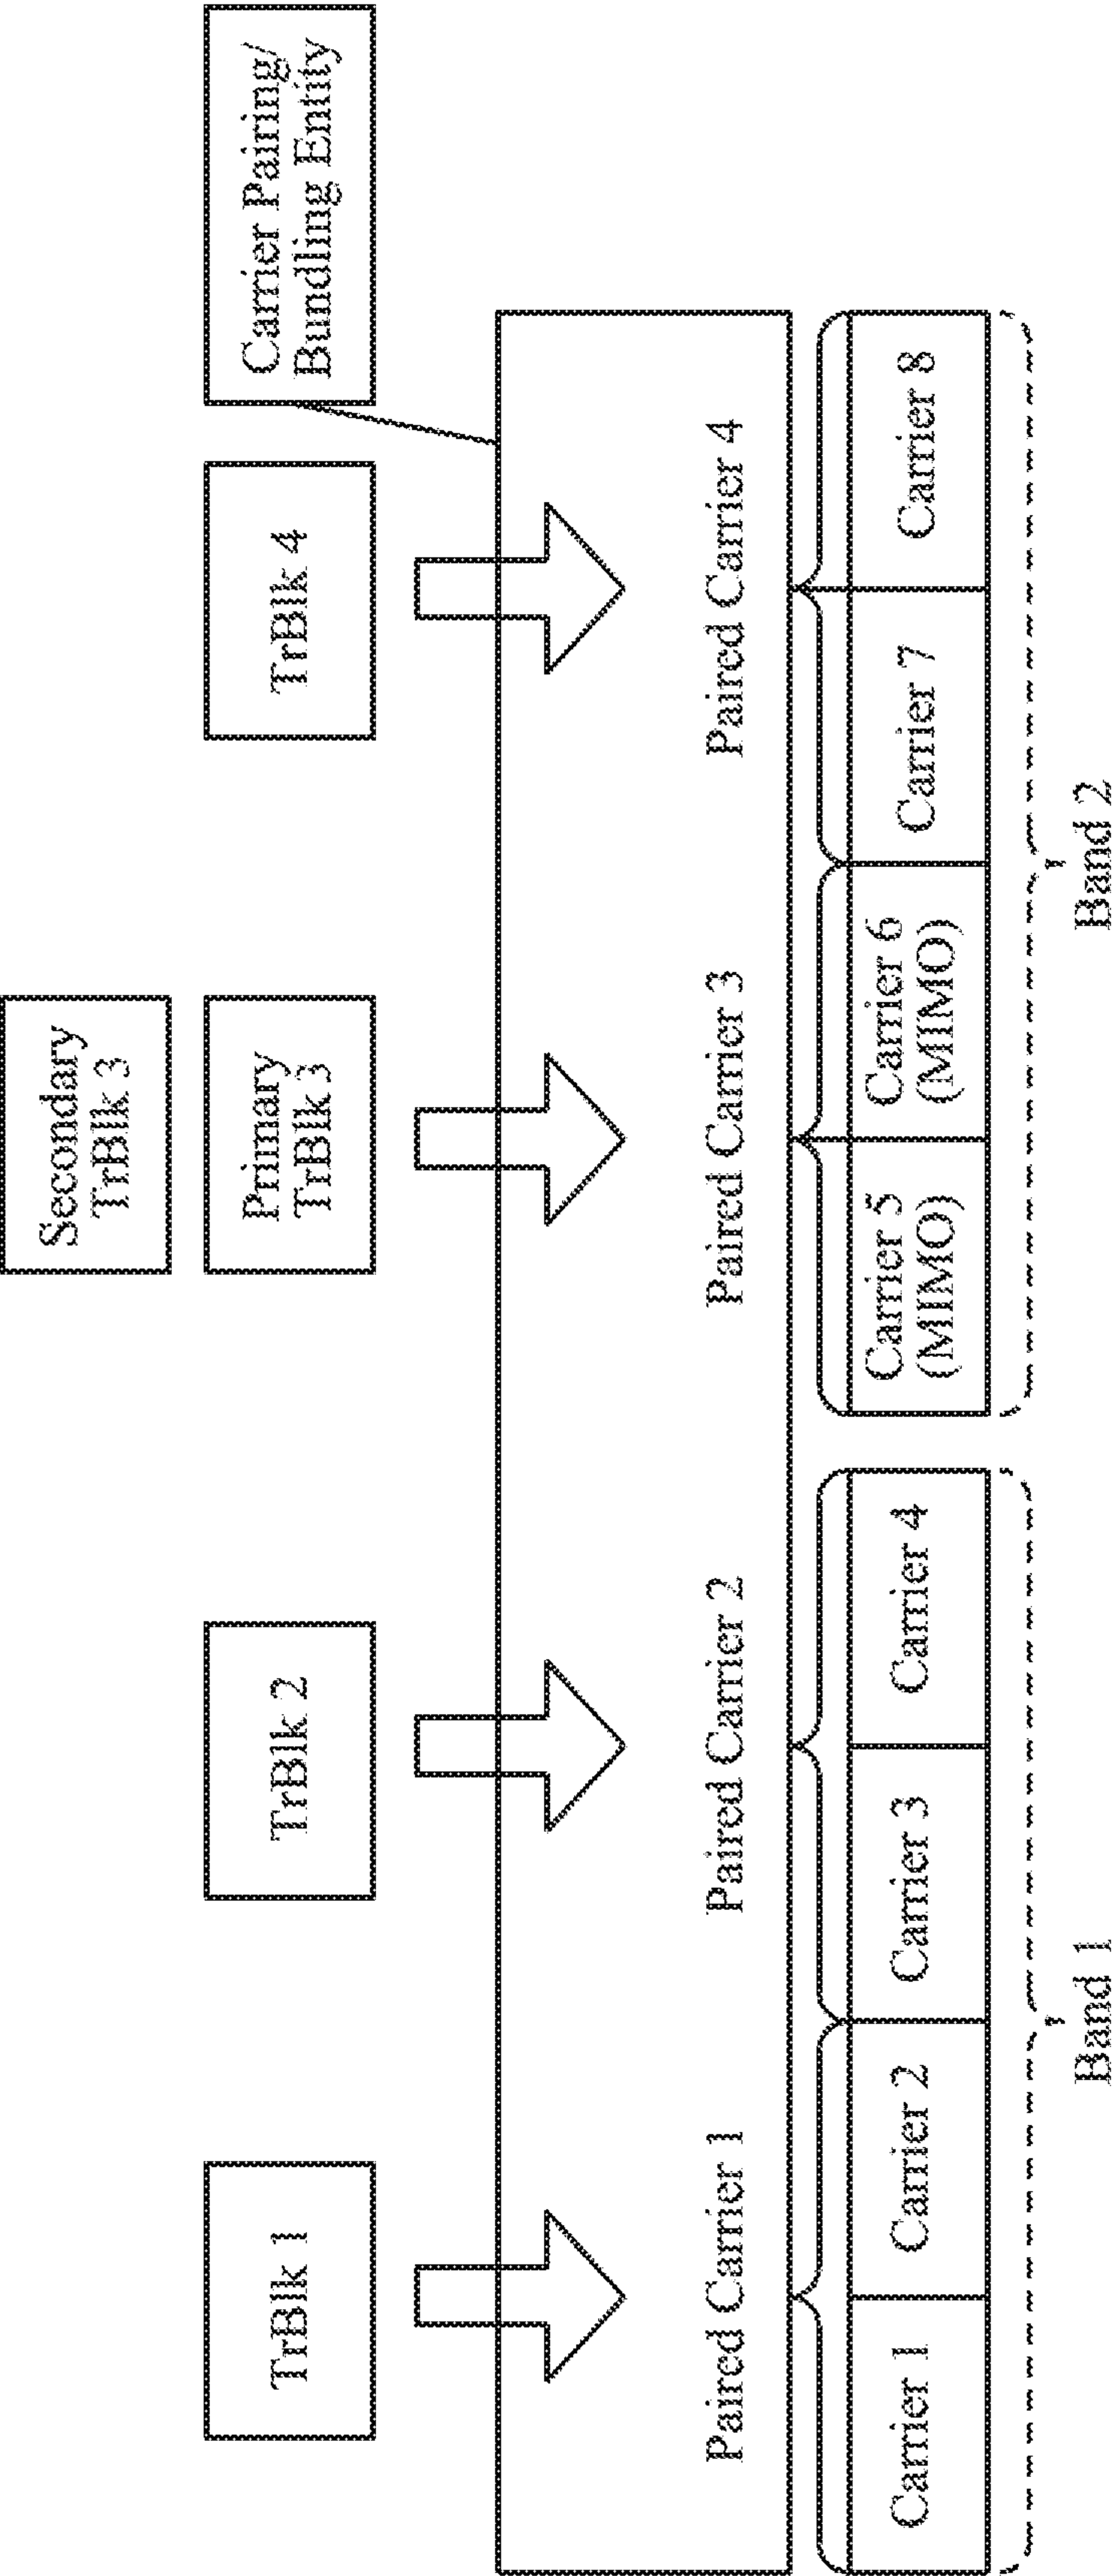 Secondary
TrBlk 3
TrBlk 1
TrBlk 2
Primary
TrBlk 3
TrBlk 4
Carrier Pairing/
Bundling Entity
Paired Carrier 1
Paired Carrier 2
Paired Carrier 3
Paired Carrier 4
Carrier 1
Carrier 2
Carrier 3
Carrier 4
Carrier 5
(MIMO)
Carrier 6
(MIMO)
Carrier 7
Carrier 8
Band 1
Band 2